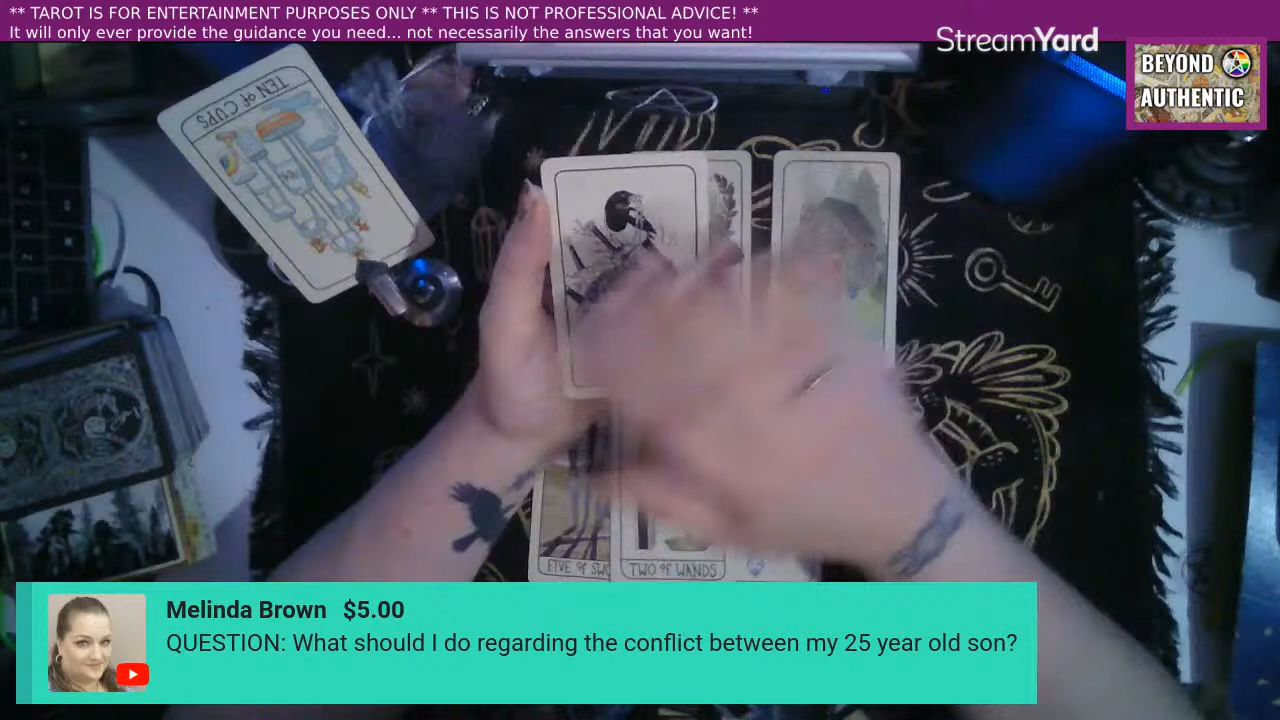 ** TAROT IS FOR ENTERTAINMENT PURPOSES ONLY ** THIS IS NOT PROFESSIONAL ADVICE! **
It will only ever provide the guidance you need... not necessarily the answers that you want!
StreamYard
BEYOND
AUTHENTIC
TEN OF CUPS
FIVE OF
TWO OF WANDS
Melinda Brown $5.00
QUESTION: What should I do regarding the conflict between my 25 year old son?